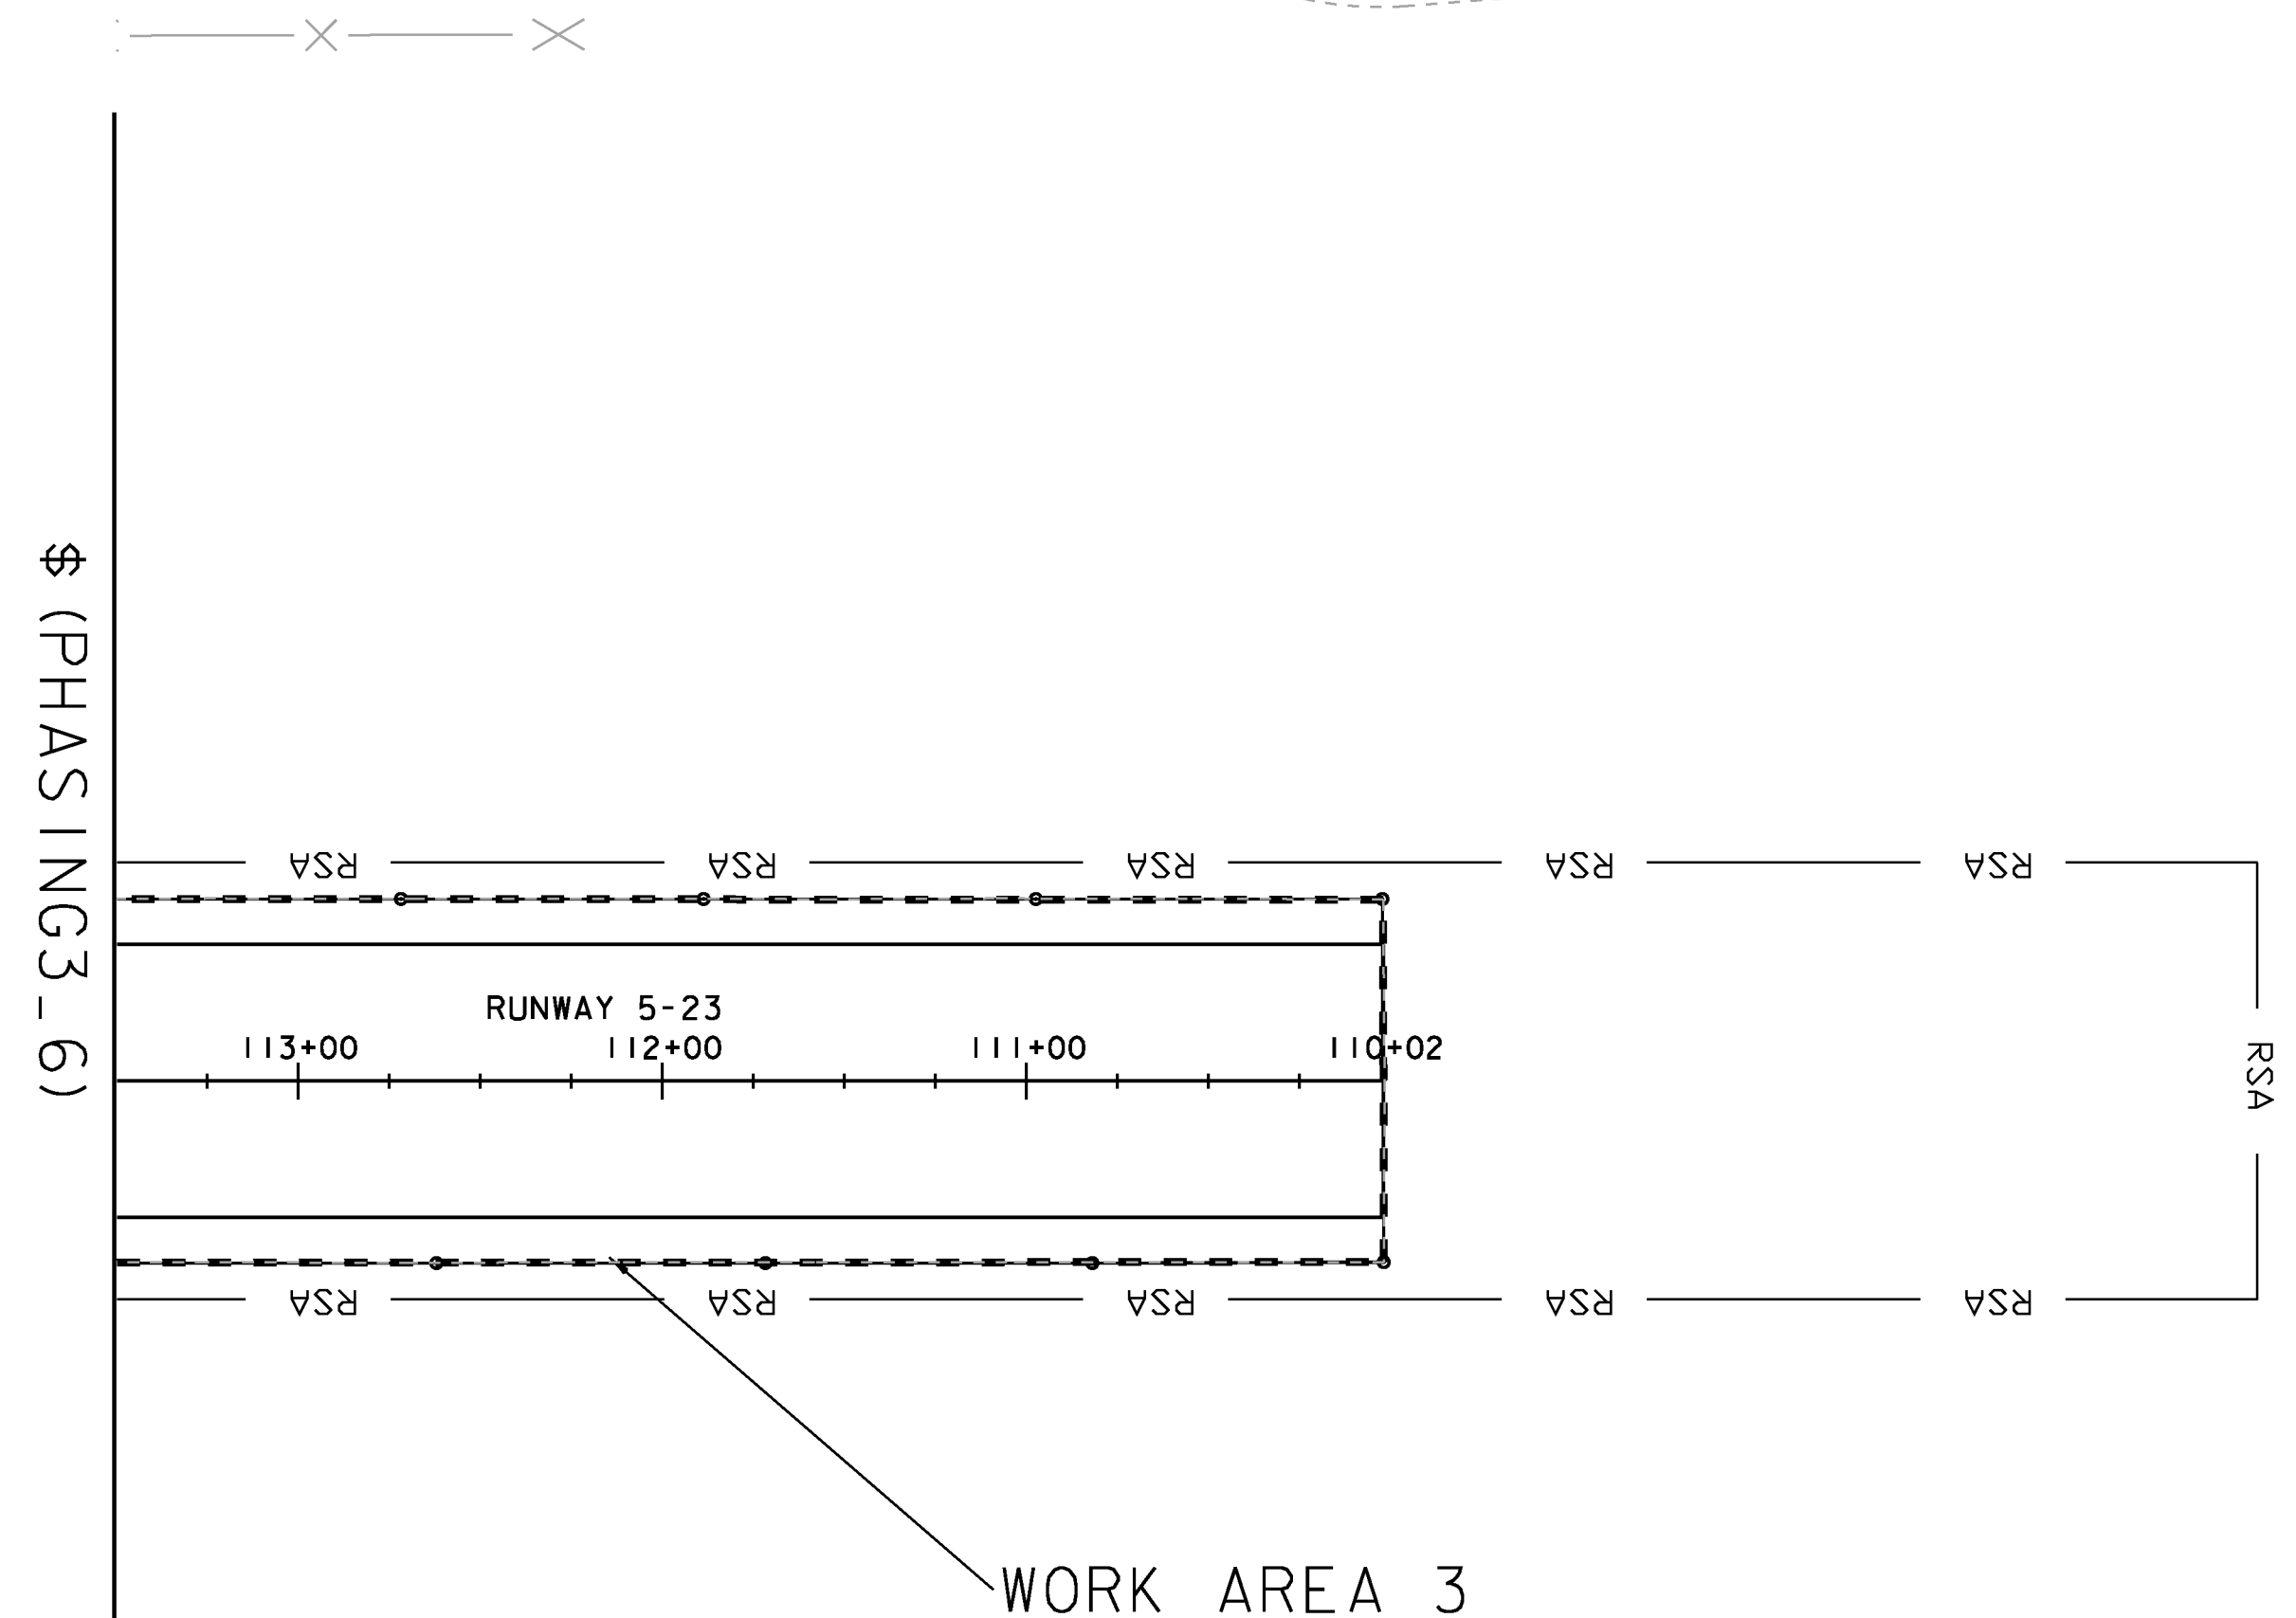 $(PHASING3_6)
RSA RSA RSA RSA RSA
RUNWAY 5-23
113+00 112+00 111+00 110+02
RSA
RSA RSA RSA RSA RSA
WORK AREA 3